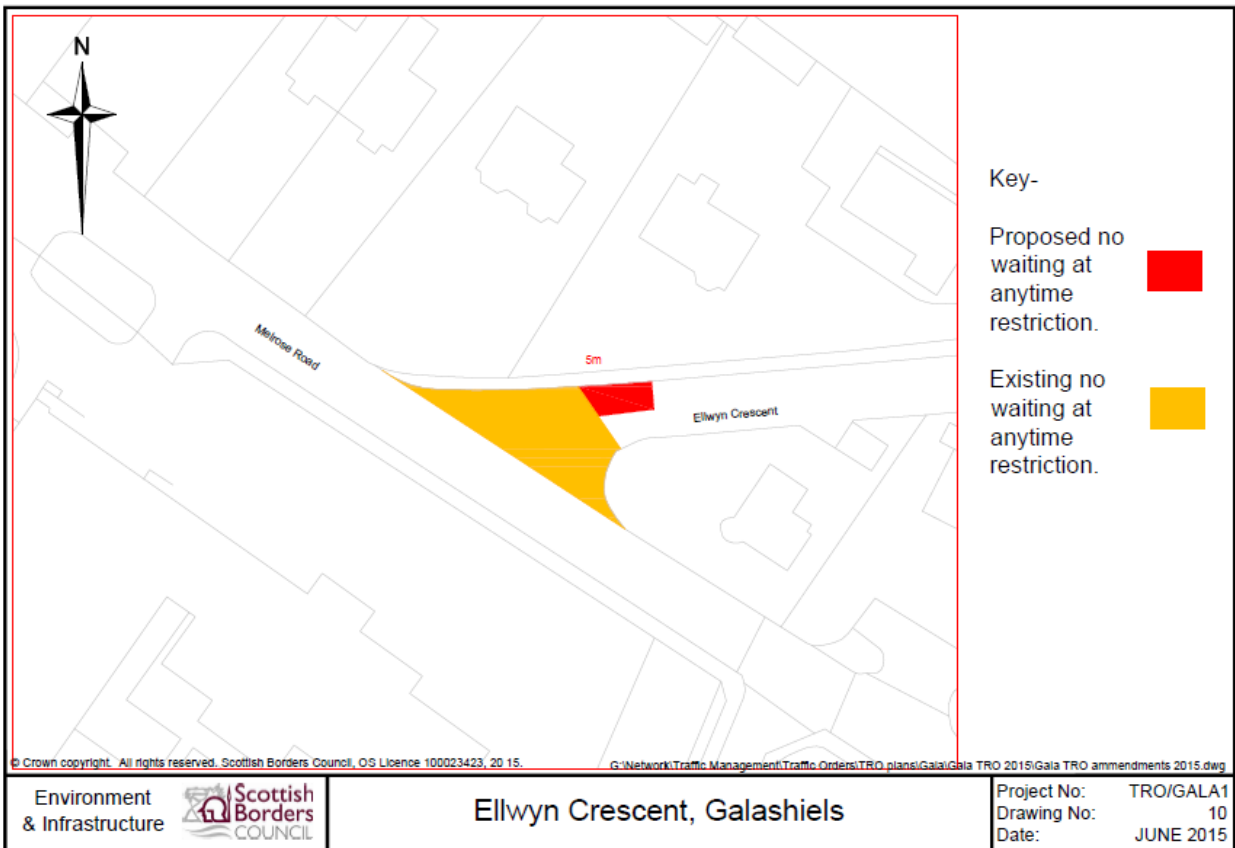 N
Melrose Road
5m
Ellwyn Crescent
Key-
Proposed no
waiting at
anytime
restriction.
Existing no
waiting at
anytime
restriction.
© Crown copyright. All rights reserved. Scottish Borders Council, OS Licence 100023423, 20 15.
G:\Network\Traffic Management\Traffic Orders\TRO plans\Gala\Gala TRO 2015\Gala TRO ammendments 2015.dwg
Environment
& Infrastructure
Scottish
Borders
COUNCIL
Ellwyn Crescent, Galashiels
Project No: TRO/GALA1
Drawing No: 10
Date: JUNE 2015